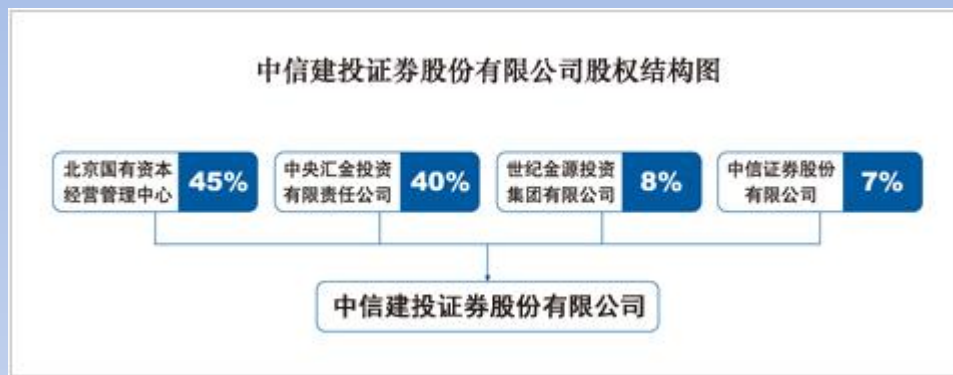 中信建投证券股份有限公司股权结构图
北京国有资本
经营管理中心
45%
中央汇金投资
有限责任公司
40%
世纪金源投资
集团有限公司
8%
中信证券股份
有限公司
7%
中信建投证券股份有限公司